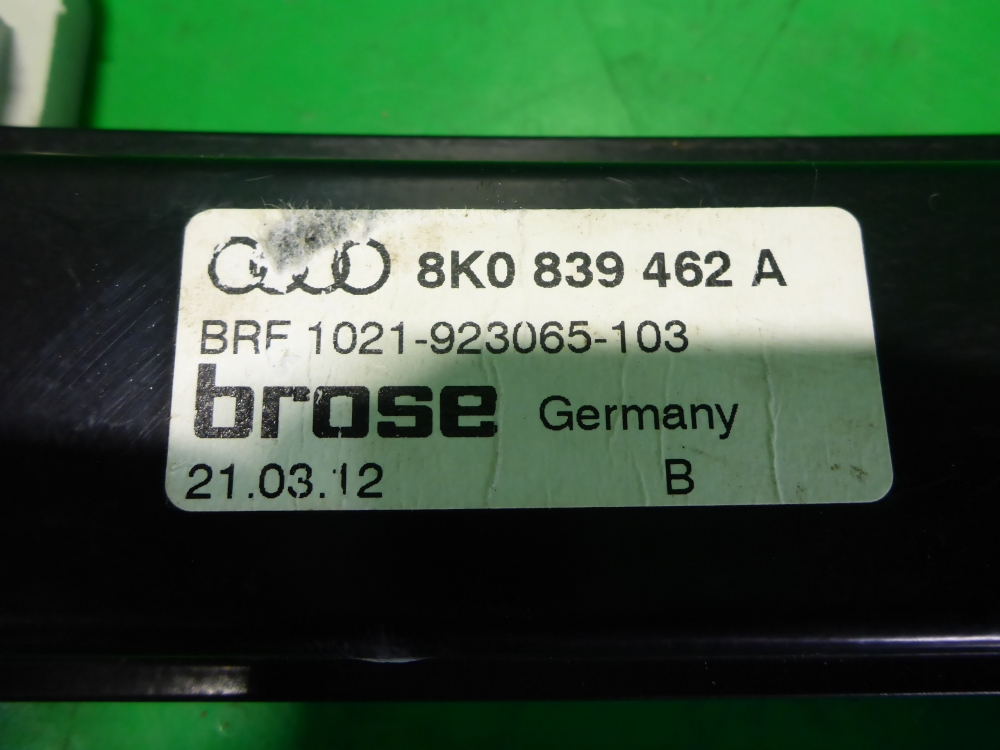 8K0 839 462 A
BRF 1021-923065-103
brose Germany
21.03.12 B